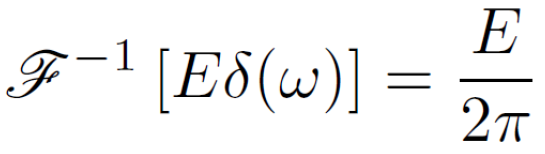 ℱ⁻¹ [Eδ(ω)] = E/2π